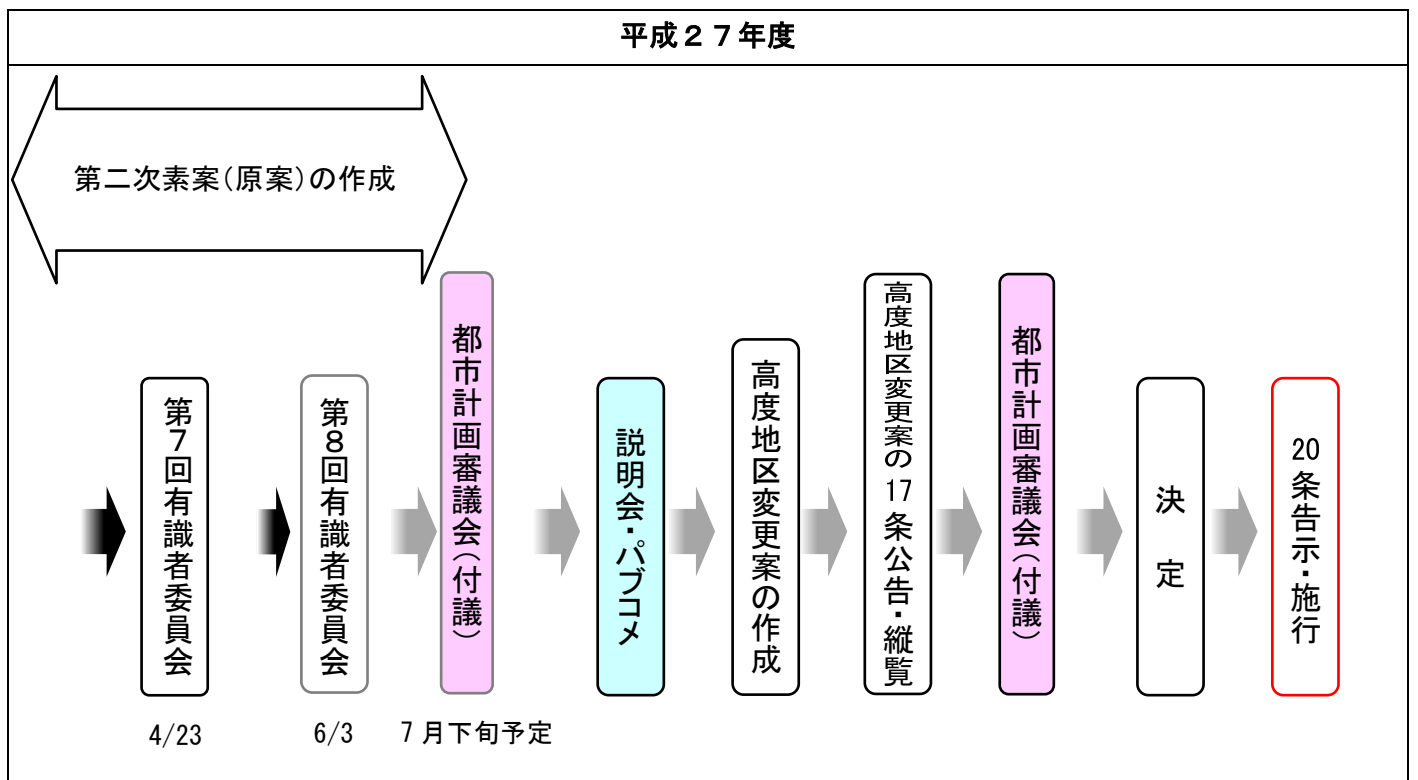 平成２７年度
第二次素案（原案）の作成
第７回有識者委員会
4/23
第８回有識者委員会
6/3
都市計画審議会（付議）
7月下旬予定
説明会・パブコメ
高度地区変更案の作成
高度地区変更案の17条公告・縦覧
都市計画審議会（付議）
決定
20条告示・施行